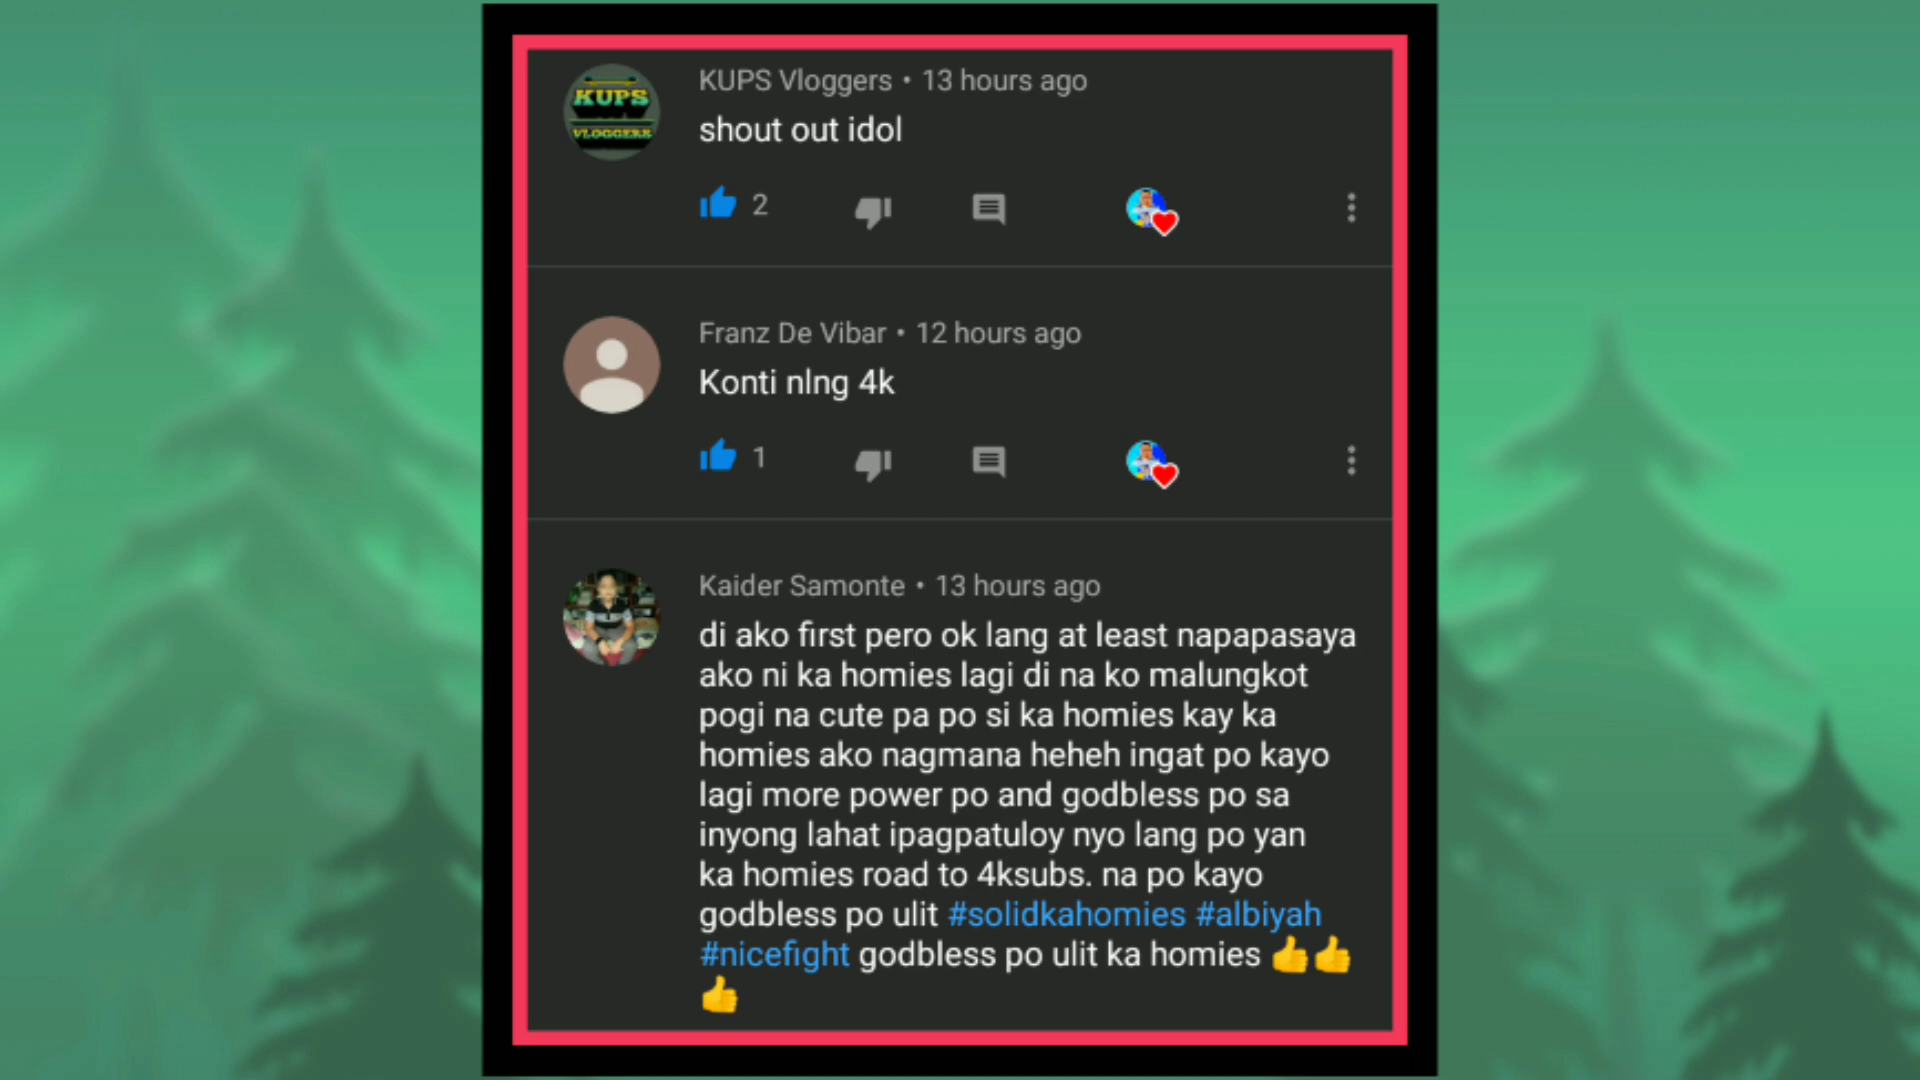 KUPS
VLOGGERS
KUPS Vloggers • 13 hours ago
shout out idol
2
Franz De Vibar • 12 hours ago
Konti nlng 4k
1
Kaider Samonte • 13 hours ago
di ako first pero ok lang at least napapasaya
ako ni ka homies lagi di na ko malungkot
pogi na cute pa po si ka homies kay ka
homies ako nagmana heheh ingat po kayo
lagi more power po and godbless po sa
inyong lahat ipagpatuloy nyo lang po yan
ka homies road to 4ksubs. na po kayo
godbless po ulit #solidkahomies #albiyah
#nicefight godbless po ulit ka homies 👍👍
👍